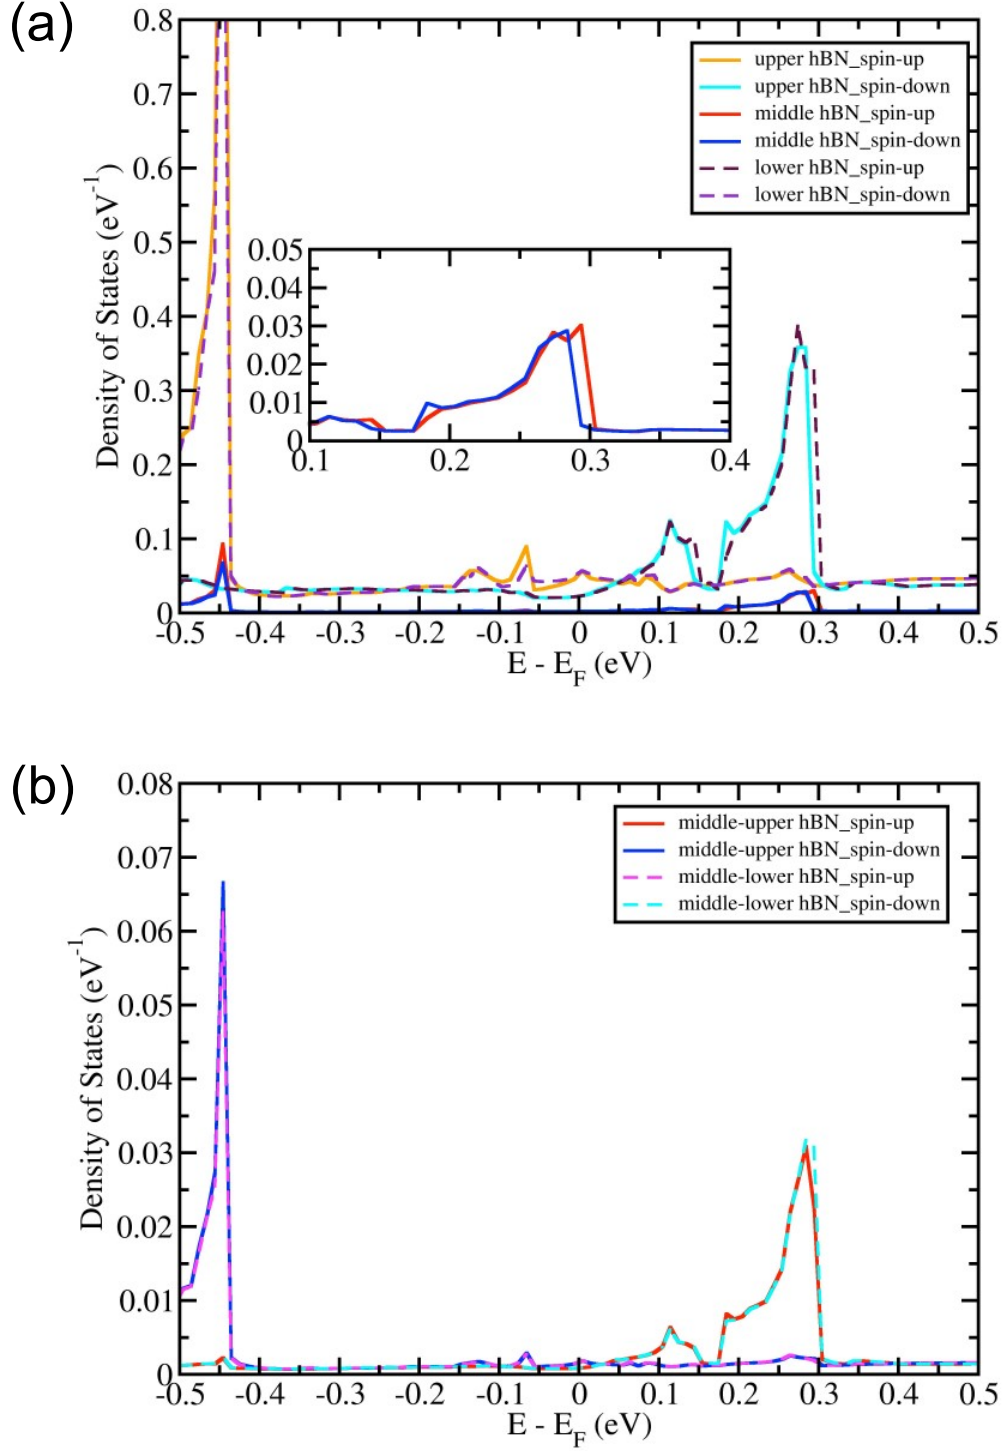 (a)
0.8
0.7
0.6
0.5
0.4
0.3
0.2
0.1
0
Density of States (eV⁻¹)
upper hBN_spin-up
upper hBN_spin-down
middle hBN_spin-up
middle hBN_spin-down
lower hBN_spin-up
lower hBN_spin-down
0.05
0.04
0.03
0.02
0.01
0
0.1 0.2 0.3 0.4
-0.5 -0.4 -0.3 -0.2 -0.1 0 0.1 0.2 0.3 0.4 0.5
E - E_F (eV)
(b)
0.08
0.07
0.06
0.05
0.04
0.03
0.02
0.01
0
Density of States (eV⁻¹)
middle-upper hBN_spin-up
middle-upper hBN_spin-down
middle-lower hBN_spin-up
middle-lower hBN_spin-down
-0.5 -0.4 -0.3 -0.2 -0.1 0 0.1 0.2 0.3 0.4 0.5
E - E_F (eV)